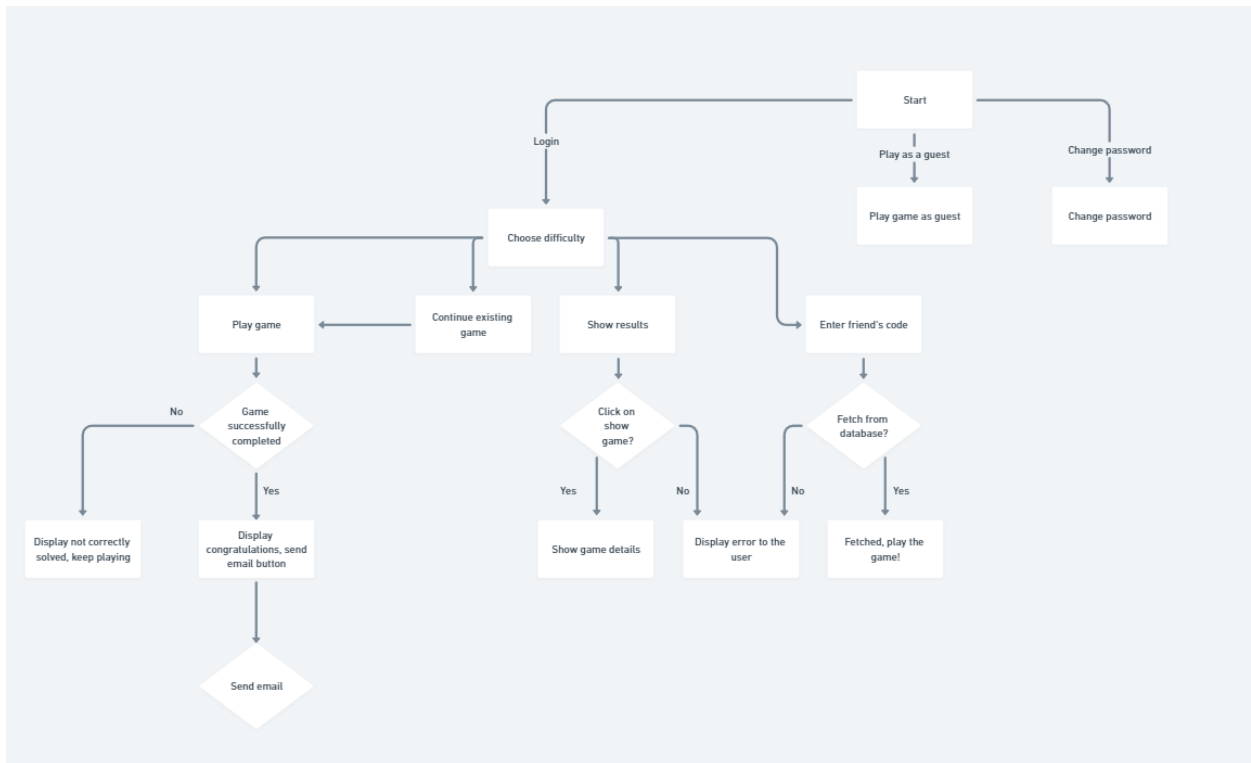 Start
Login
Play as a guest
Change password
Play game as guest
Change password
Choose difficulty
Play game
Continue existing
game
Show results
Enter friend's code
No
Game
successfully
completed
Click on
show
game?
Fetch from
database?
Yes
Yes
No
No
Yes
Display not correctly
solved, keep playing
Display
congratulations, send
email button
Show game details
Display error to the
user
Fetched, play the
game!
Send email